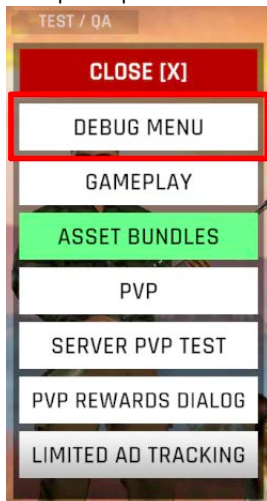 TEST / QA
CLOSE [X]
DEBUG MENU
GAMEPLAY
ASSET BUNDLES
PVP
SERVER PVP TEST
PVP REWARDS DIALOG
LIMITED AD TRACKING